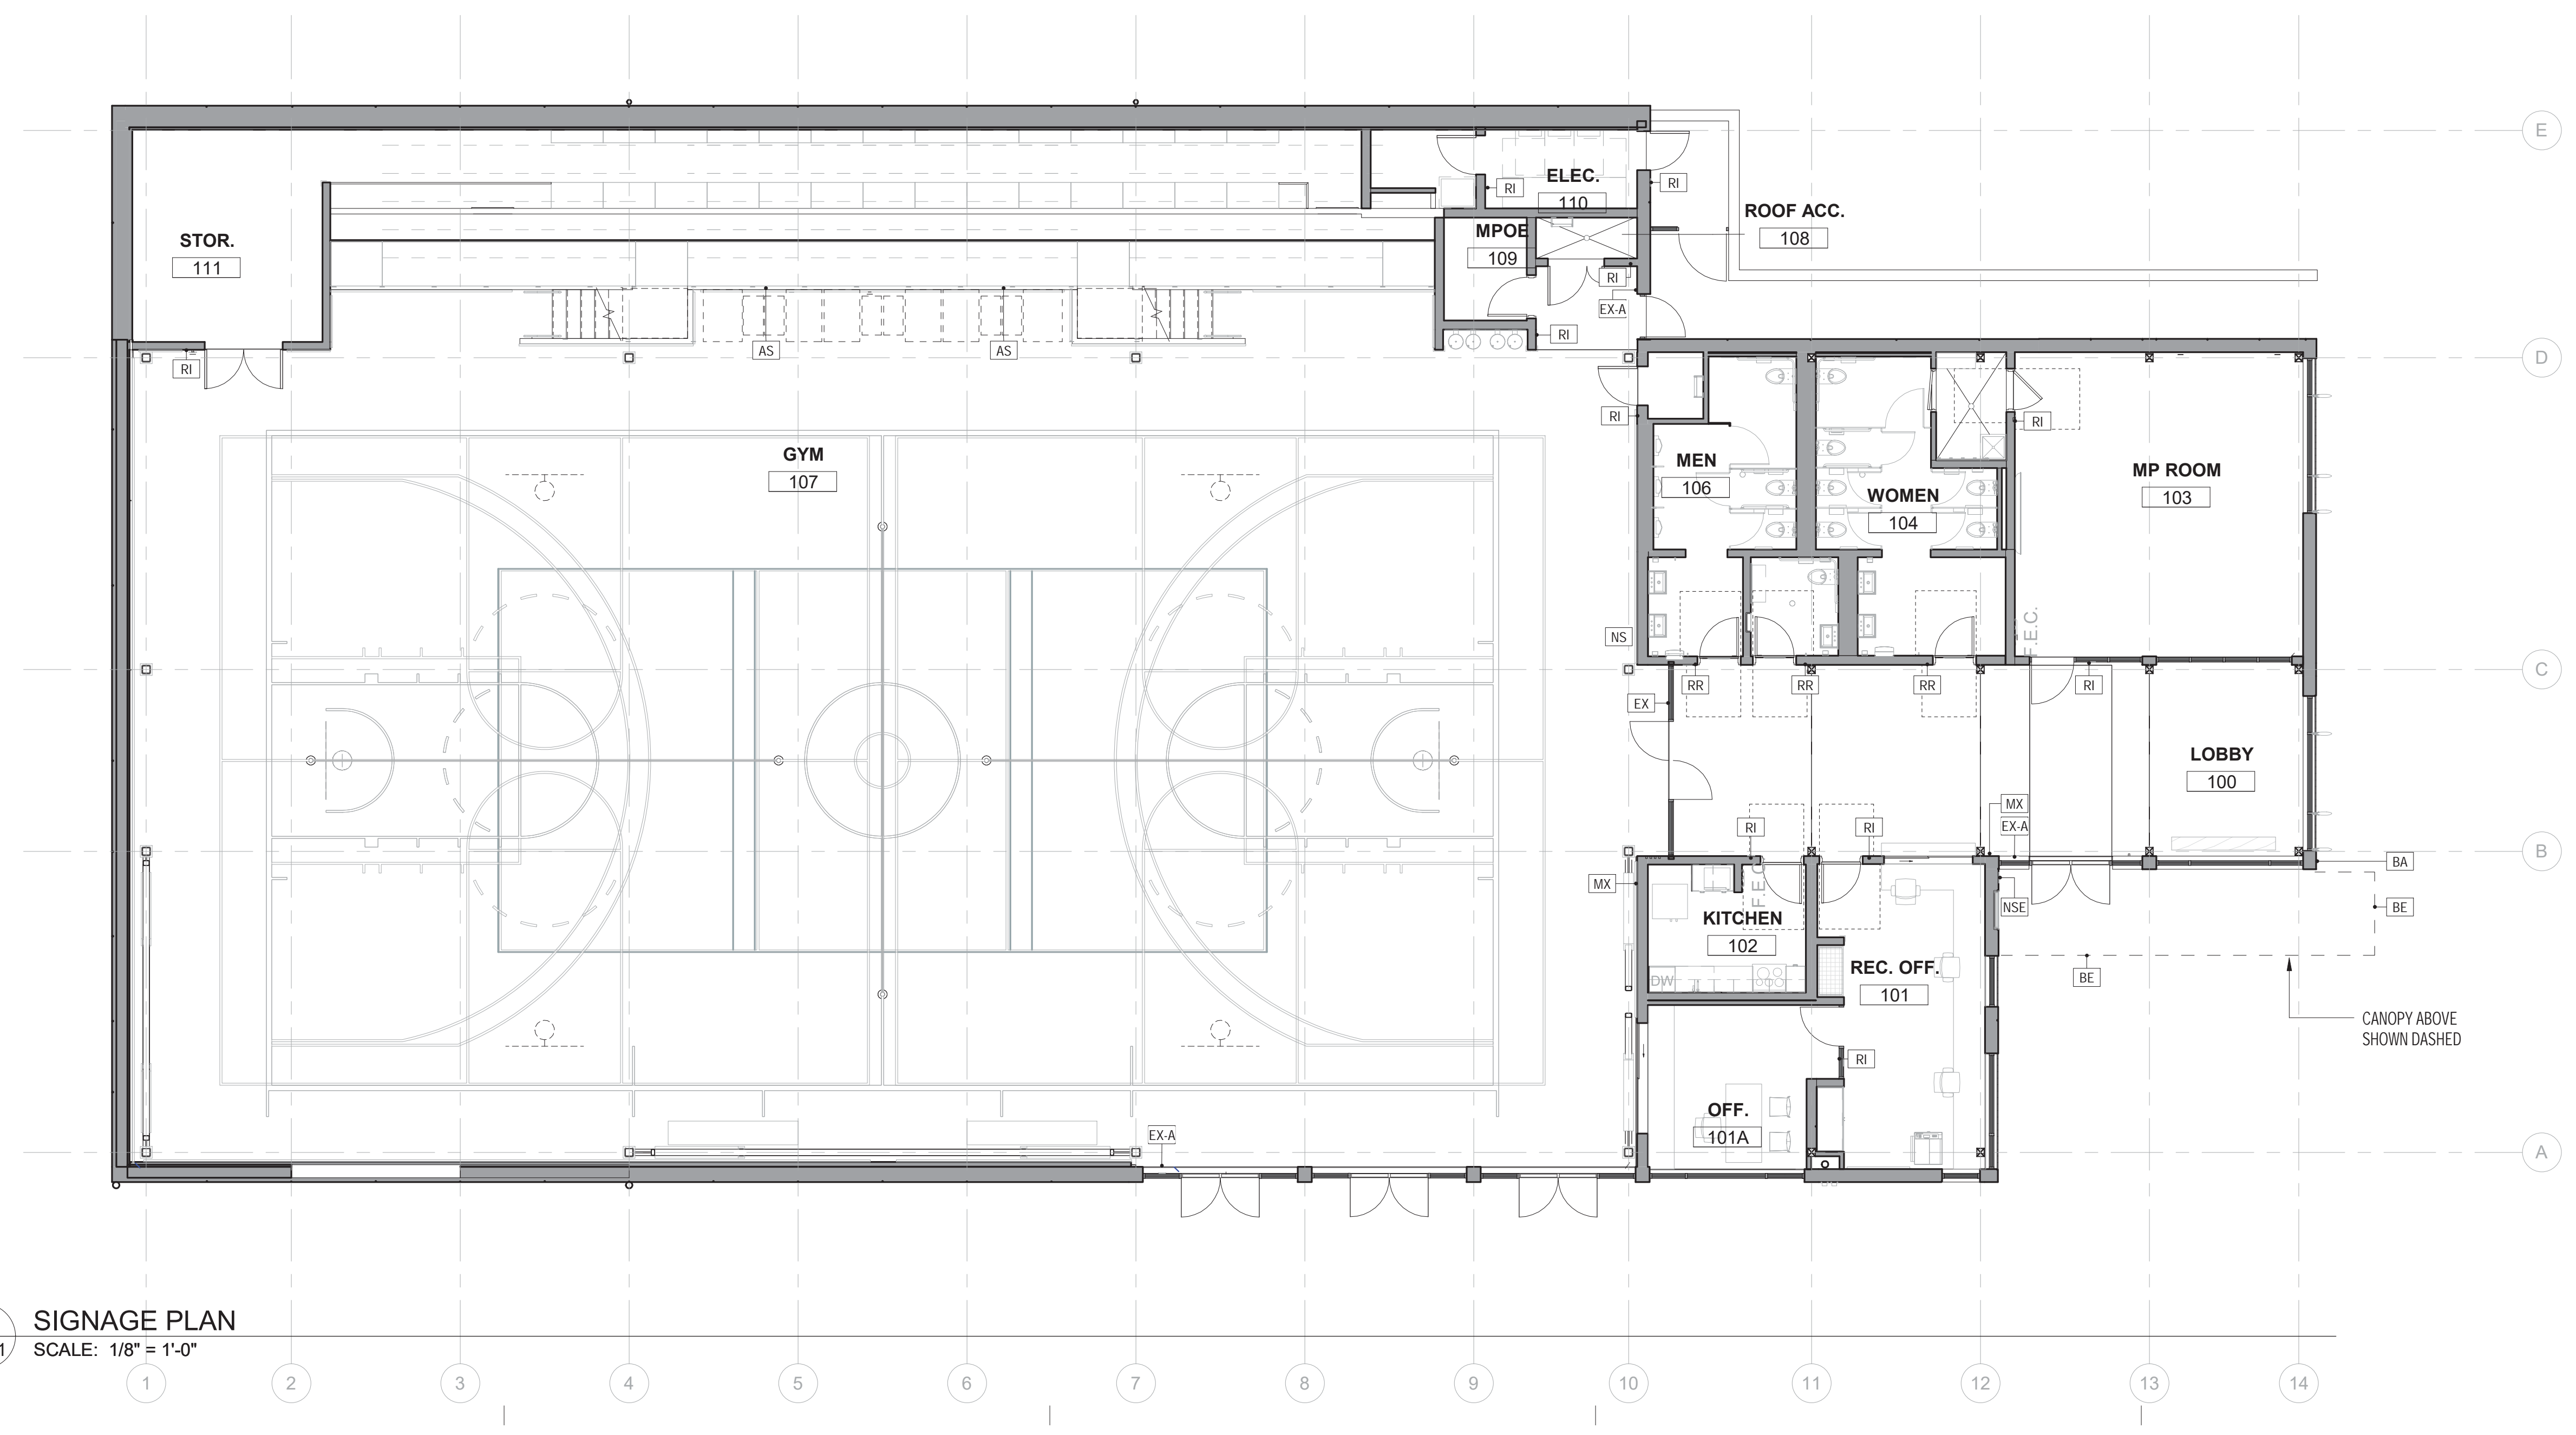 E
ELEC.
RI
RI
110
ROOF ACC.
108
MPOE
109
STOR.
111
RI
EX-A
RI
AS
AS
D
RI
RI
RI
GYM
107
MEN
106
MP ROOM
103
WOMEN
104
F.E.C.
NS
C
RR
RR
RR
RI
EX
LOBBY
100
MX
EX-A
RI
RI
B
BA
MX
F.E.C.
NSE
BE
KITCHEN
102
REC. OFF.
101
DW
BE
CANOPY ABOVE
SHOWN DASHED
RI
OFF.
101A
EX-A
A
SIGNAGE PLAN
1
SCALE: 1/8" = 1'-0"
1 2 3 4 5 6 7 8 9 10 11 12 13 14